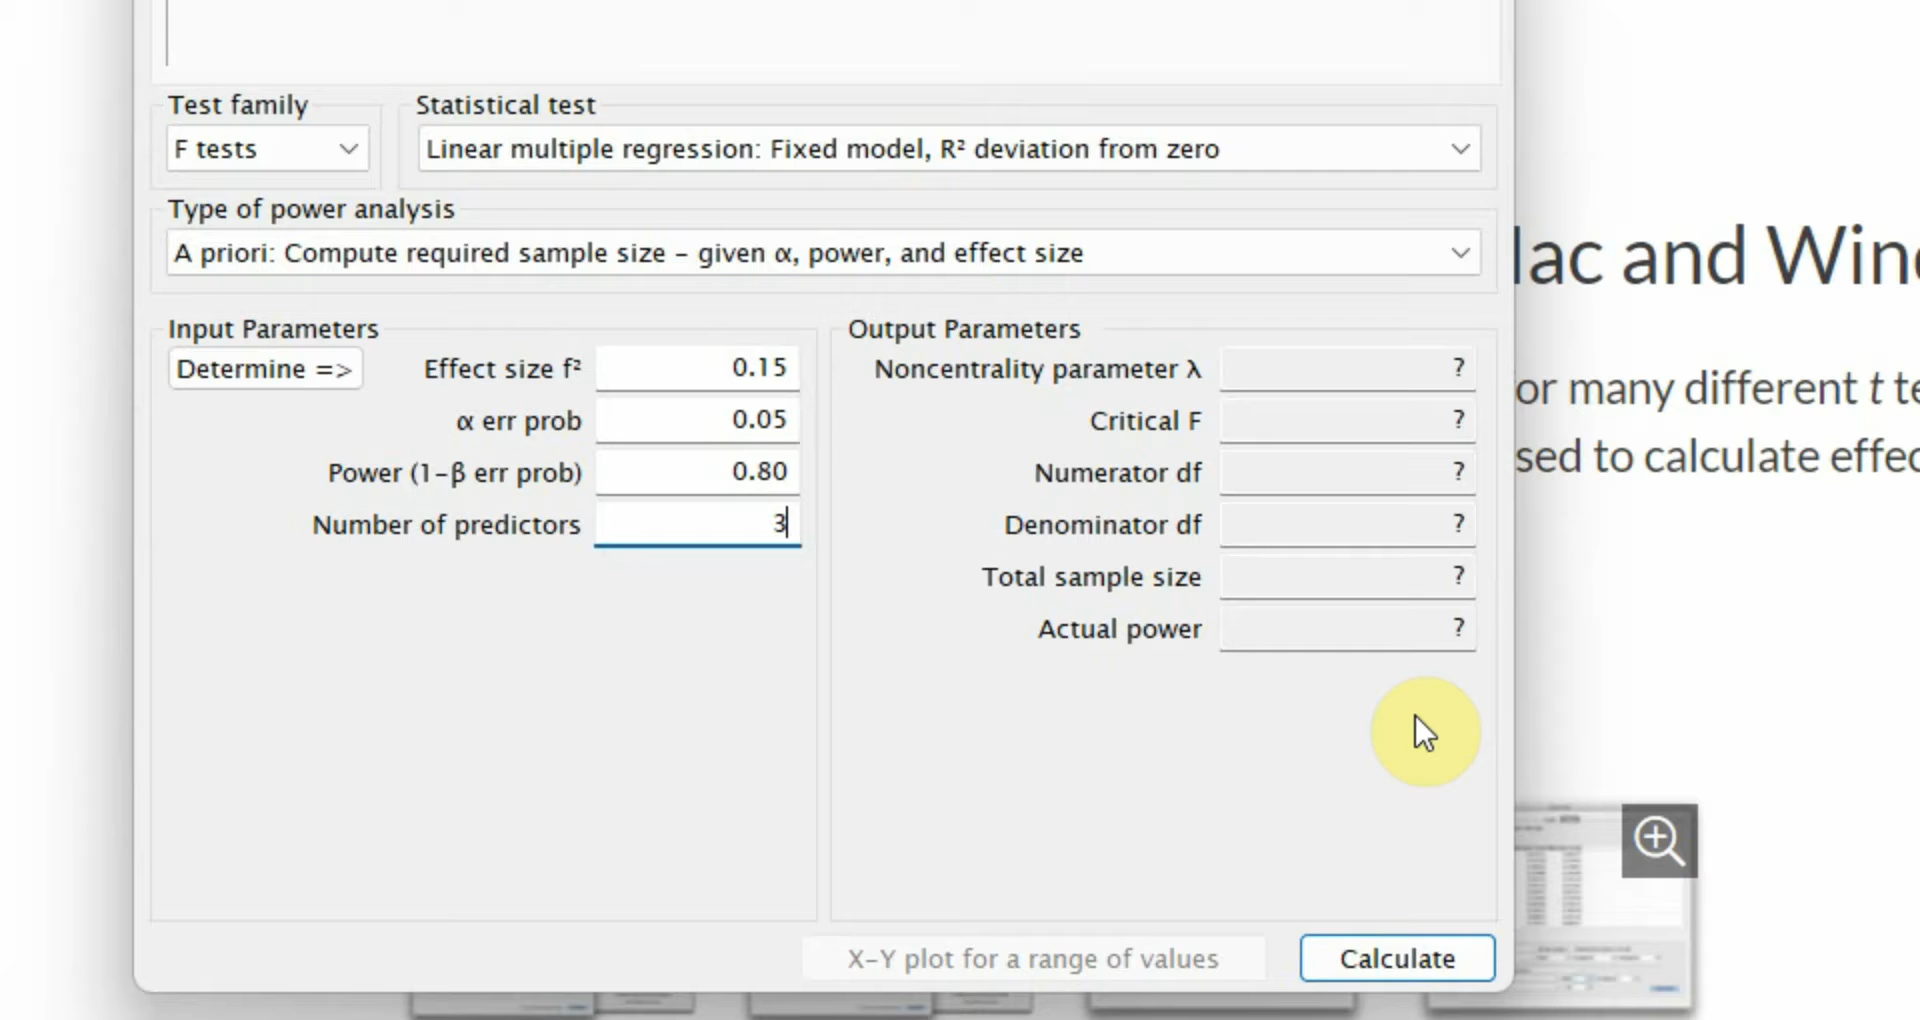 Test family
Statistical test
F tests
Linear multiple regression: Fixed model, R² deviation from zero
Type of power analysis
A priori: Compute required sample size – given α, power, and effect size
Input Parameters
Determine =>
Effect size f²
0.15
α err prob
0.05
Power (1–β err prob)
0.80
Number of predictors
3
Output Parameters
Noncentrality parameter λ
?
Critical F
?
Numerator df
?
Denominator df
?
Total sample size
?
Actual power
?
X–Y plot for a range of values
Calculate
ac and Win
or many different t te
sed to calculate effec